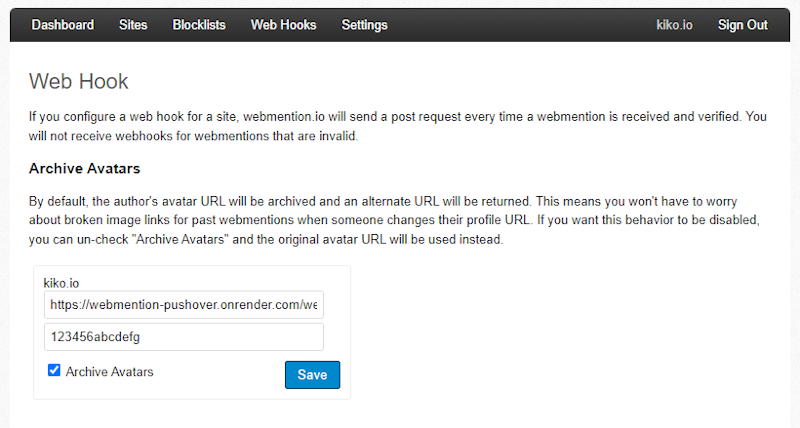 Dashboard Sites Blocklists Web Hooks Settings kiko.io Sign Out
Web Hook
If you configure a web hook for a site, webmention.io will send a post request every time a webmention is received and verified. You
will not receive webhooks for webmentions that are invalid.
Archive Avatars
By default, the author's avatar URL will be archived and an alternate URL will be returned. This means you won't have to worry
about broken image links for past webmentions when someone changes their profile URL. If you want this behavior to be disabled,
you can un-check "Archive Avatars" and the original avatar URL will be used instead.
kiko.io
https://webmention-pushover.onrender.com/we
123456abcdefg
Archive Avatars Save